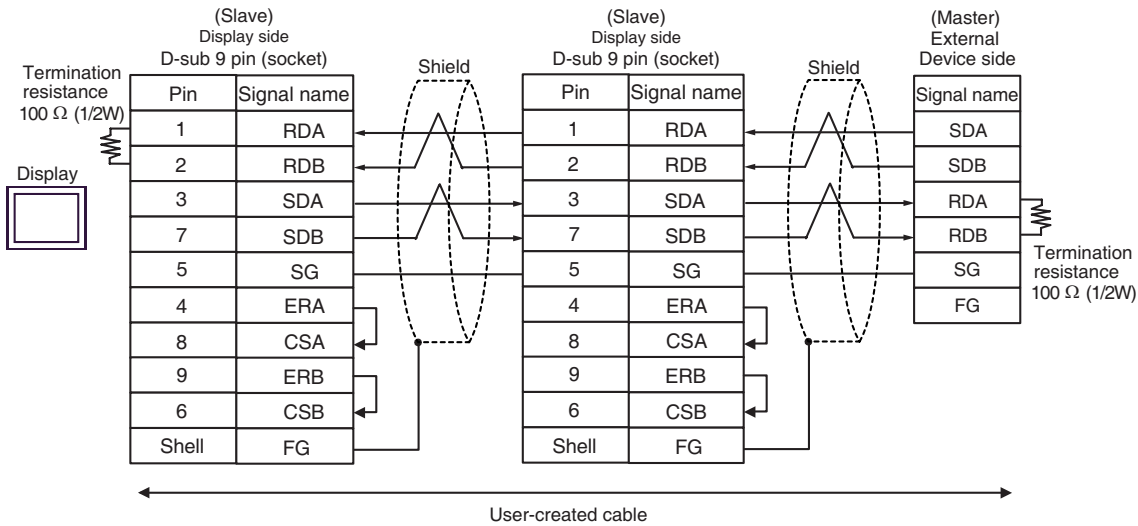 (Slave)
Display side
D-sub 9 pin (socket)
(Slave)
Display side
D-sub 9 pin (socket)
(Master)
External
Device side
Termination
resistance
100 Ω (1/2W)
Display
Shield
Shield
Pin Signal name
1 RDA
2 RDB
3 SDA
7 SDB
5 SG
4 ERA
8 CSA
9 ERB
6 CSB
Shell FG
Pin Signal name
1 RDA
2 RDB
3 SDA
7 SDB
5 SG
4 ERA
8 CSA
9 ERB
6 CSB
Shell FG
Signal name
SDA
SDB
RDA
RDB
SG
FG
Termination
resistance
100 Ω (1/2W)
User-created cable